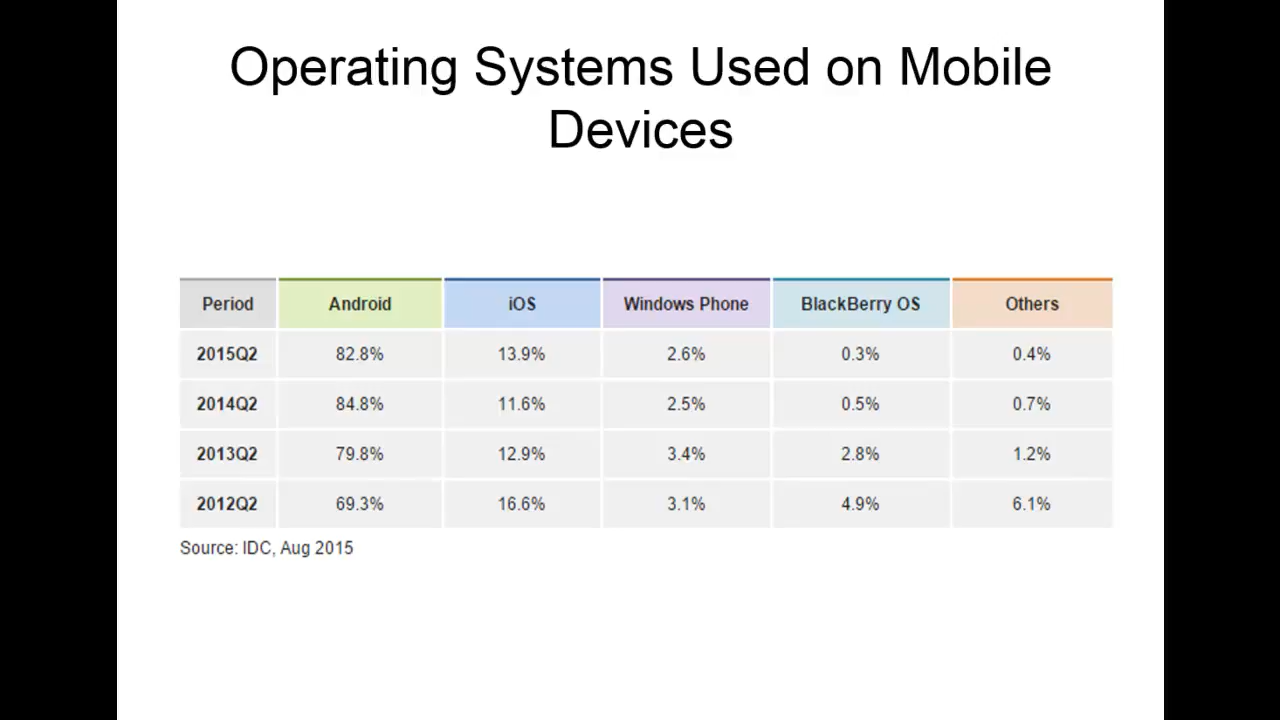 Operating Systems Used on Mobile
Devices
Period Android iOS Windows Phone BlackBerry OS Others
2015Q2 82.8% 13.9% 2.6% 0.3% 0.4%
2014Q2 84.8% 11.6% 2.5% 0.5% 0.7%
2013Q2 79.8% 12.9% 3.4% 2.8% 1.2%
2012Q2 69.3% 16.6% 3.1% 4.9% 6.1%
Source: IDC, Aug 2015